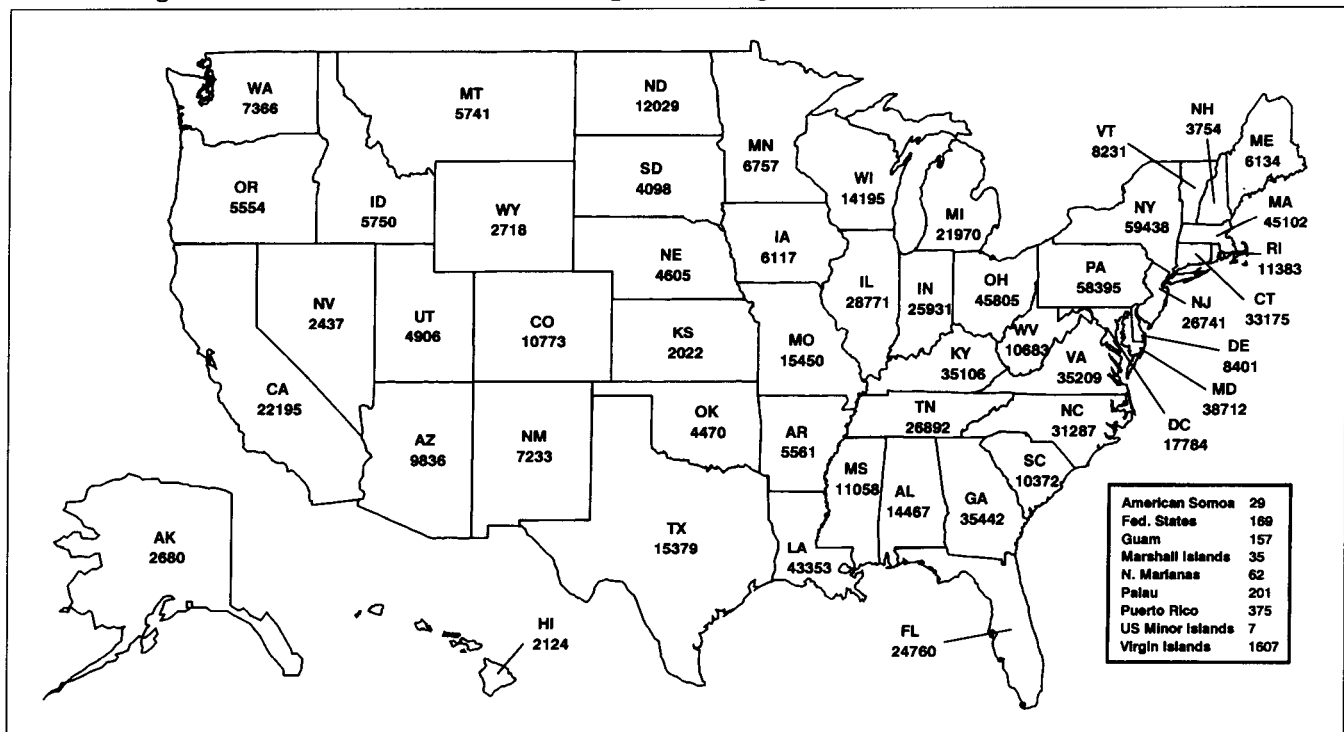 WA
7366
MT
5741
ND
12029
MN
6757
OR
5554
ID
5750
WY
2718
SD
4098
WI
14195
MI
21970
VT
8231
NH
3754
ME
6134
NY
59438
MA
45102
RI
11383
CT
33175
NV
2437
UT
4906
CO
10773
NE
4605
IA
6117
IL
28771
IN
25931
OH
45805
PA
58395
NJ
26741
DE
8401
MD
38712
DC
17784
CA
22195
KS
2022
MO
15450
KY
35106
WV
10683
VA
35209
AZ
9836
NM
7233
OK
4470
AR
5561
TN
26892
NC
31287
SC
10372
MS
11058
AL
14467
GA
35442
TX
15379
LA
43353
FL
24760
AK
2680
HI
2124
American Somoa 29
Fed. States 169
Guam 157
Marshall Islands 35
N. Marianas 62
Palau 201
Puerto Rico 375
US Minor Islands 7
Virgin Islands 1607